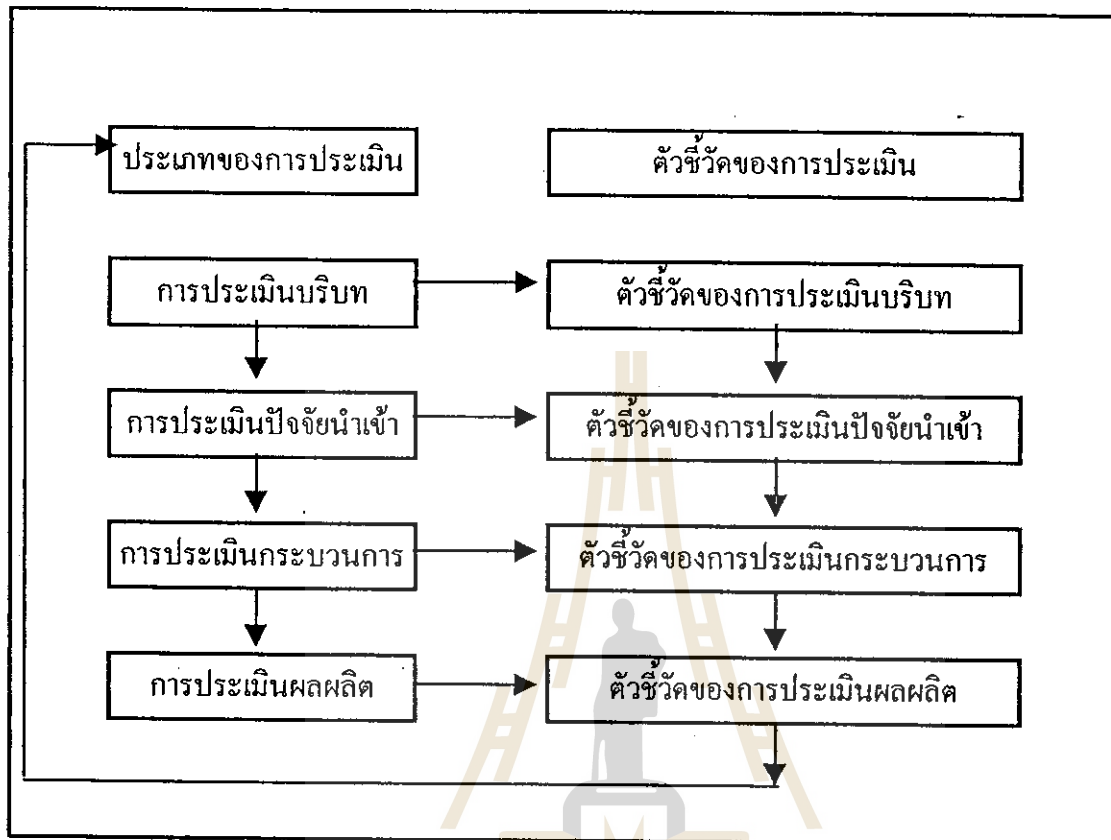 ประเภทของการประเมิน
ตัวชี้วัดของการประเมิน
การประเมินบริบท
ตัวชี้วัดของการประเมินบริบท
การประเมินปัจจัยนำเข้า
ตัวชี้วัดของการประเมินปัจจัยนำเข้า
การประเมินกระบวนการ
ตัวชี้วัดของการประเมินกระบวนการ
การประเมินผลผลิต
ตัวชี้วัดของการประเมินผลผลิต